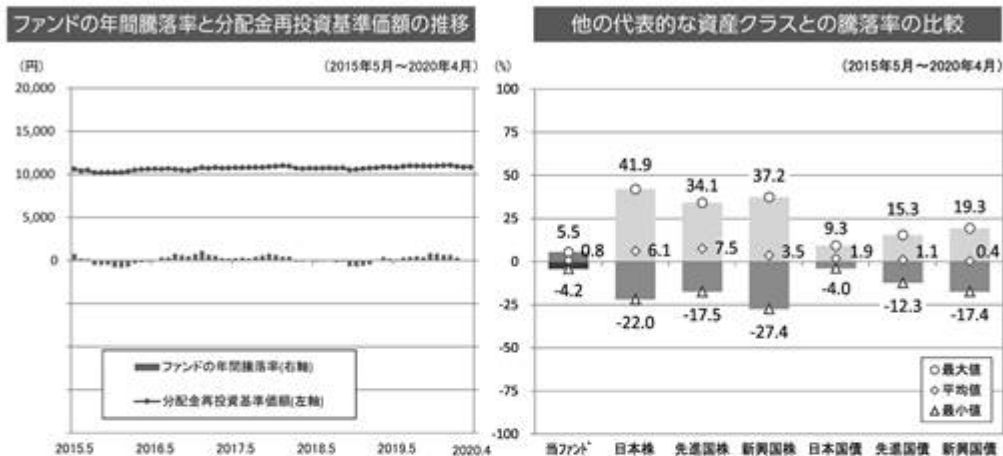 ファンドの年間騰落率と分配金再投資基準価額の推移
(円)
(2015年5月～2020年4月)
20,000
15,000
10,000
5,000
0
ファンドの年間騰落率(右軸)
分配金再投資基準価額(左軸)
2015.5 2016.5 2017.5 2018.5 2019.5 2020.4
他の代表的な資産クラスとの騰落率の比較
(%)
(2015年5月～2020年4月)
100
75
50
25
0
-25
-50
-75
-100
5.5 41.9 34.1 37.2 9.3 15.3 19.3
0.8 6.1 7.5 3.5 1.9 1.1 0.4
-4.2 -22.0 -17.5 -27.4 -4.0 -12.3 -17.4
最大値
平均値
最小値
当ファンド 日本株 先進国株 新興国株 日本国債 先進国債 新興国債